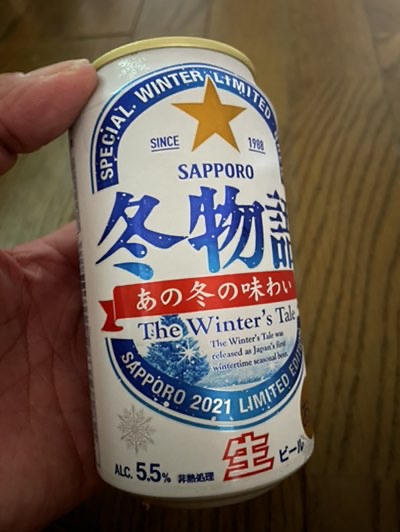 SPECIAL WINTER LIMITED
SINCE 1988
SAPPORO
冬物語
あの冬の味わい
The Winter's Tale
The Winter's Tale was
released as Japan's first
wintertime seasonal beer.
SAPPORO 2021 LIMITED EDITION
ALC. 5.5% 非熱処理 生ビール